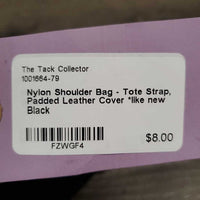 The Tack Collector
1001664-79
Nylon Shoulder Bag - Tote Strap,
Padded Leather Cover *like new
Black
$8.00
FZWGF4